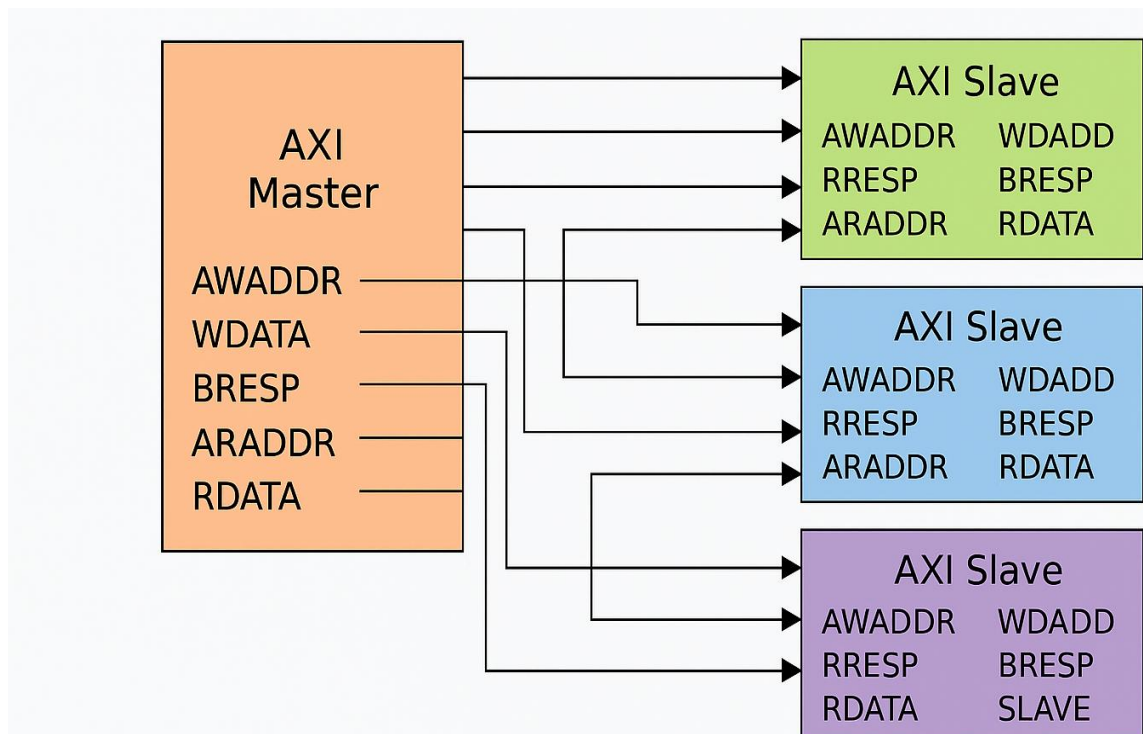 AXI
Master
AWADDR
WDATA
BRESP
ARADDR
RDATA
AXI Slave
AWADDR WDADD
RRESP BRESP
ARADDR RDATA
AXI Slave
AWADDR WDADD
RRESP BRESP
ARADDR RDATA
AXI Slave
AWADDR WDADD
RRESP BRESP
RDATA SLAVE